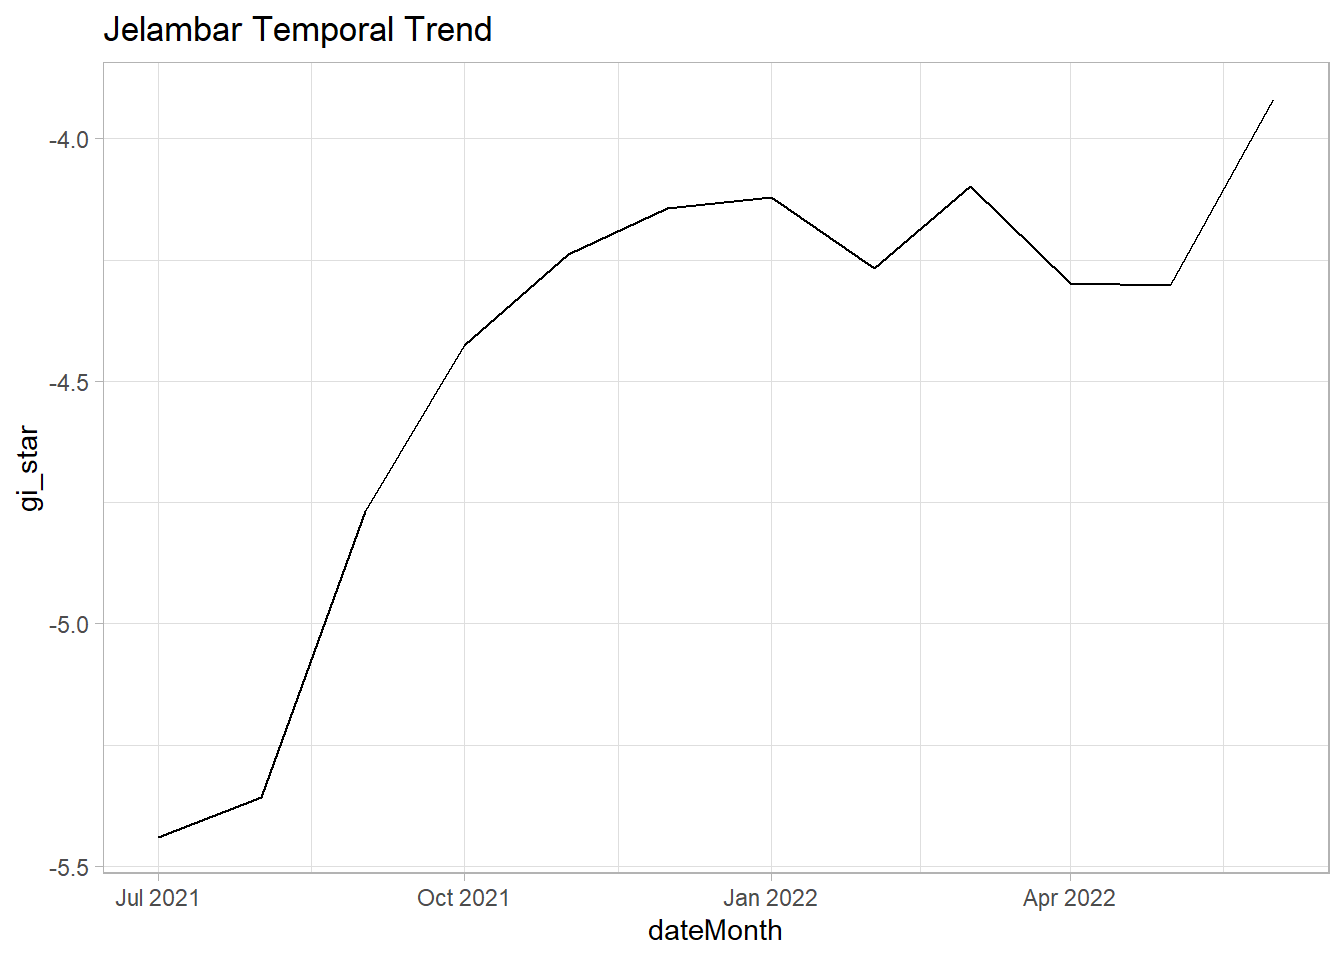 Jelambar Temporal Trend
gi_star
-4.0
-4.5
-5.0
-5.5
Jul 2021
Oct 2021
Jan 2022
Apr 2022
dateMonth